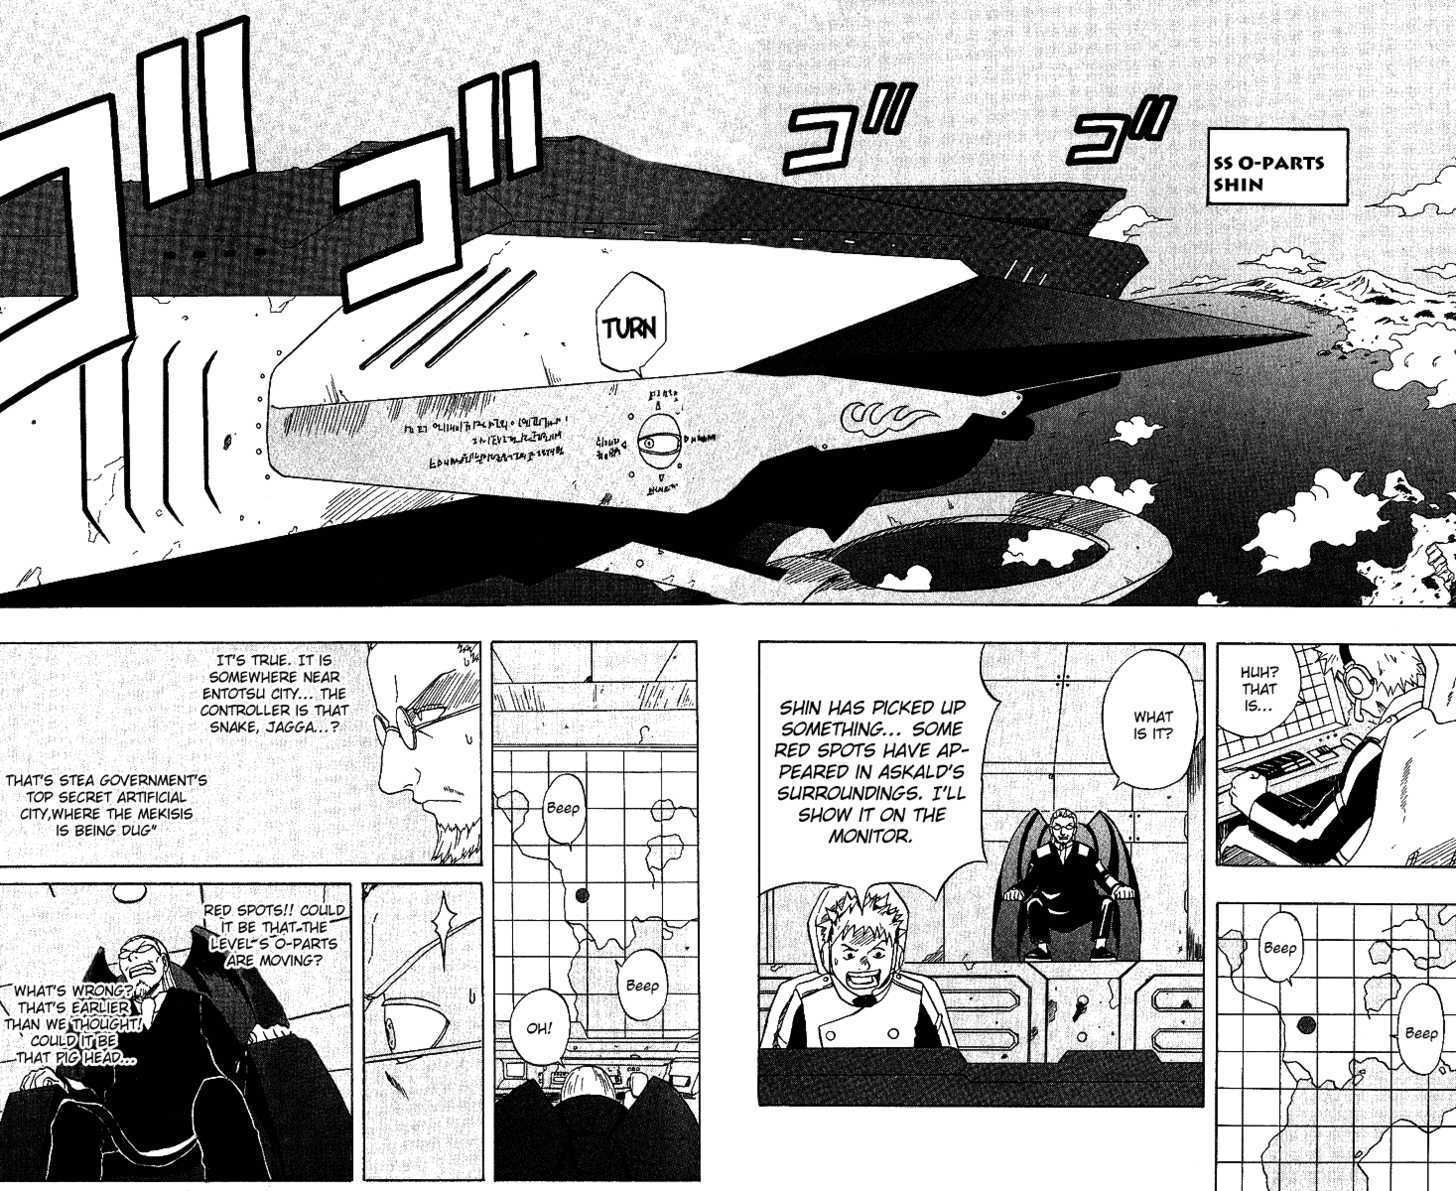 ゴゴゴゴ
SS O-PARTS
SHIN
TURN
HUH?
THAT
IS...
Beep
Beep
WHAT
IS IT?
SHIN HAS PICKED UP
SOMETHING... SOME
RED SPOTS HAVE AP-
PEARED IN ASKALD'S
SURROUNDINGS. I'LL
SHOW IT ON THE
MONITOR.
Beep
Beep
OH!
IT'S TRUE. IT IS
SOMEWHERE NEAR
ENTOTSU CITY... THE
CONTROLLER IS THAT
SNAKE, JAGGA...?
THAT'S STEA GOVERNMENT'S
TOP SECRET ARTIFICIAL
CITY,WHERE THE MEKISIS
IS BEING DUG"
RED SPOTS!! COULD
IT BE THAT THE
LEVEL S O-PARTS
ARE MOVING?
WHAT'S WRONG?
THAT'S EARLIER
THAN WE THOUGHT!
COULD IT BE
THAT PIG HEAD...